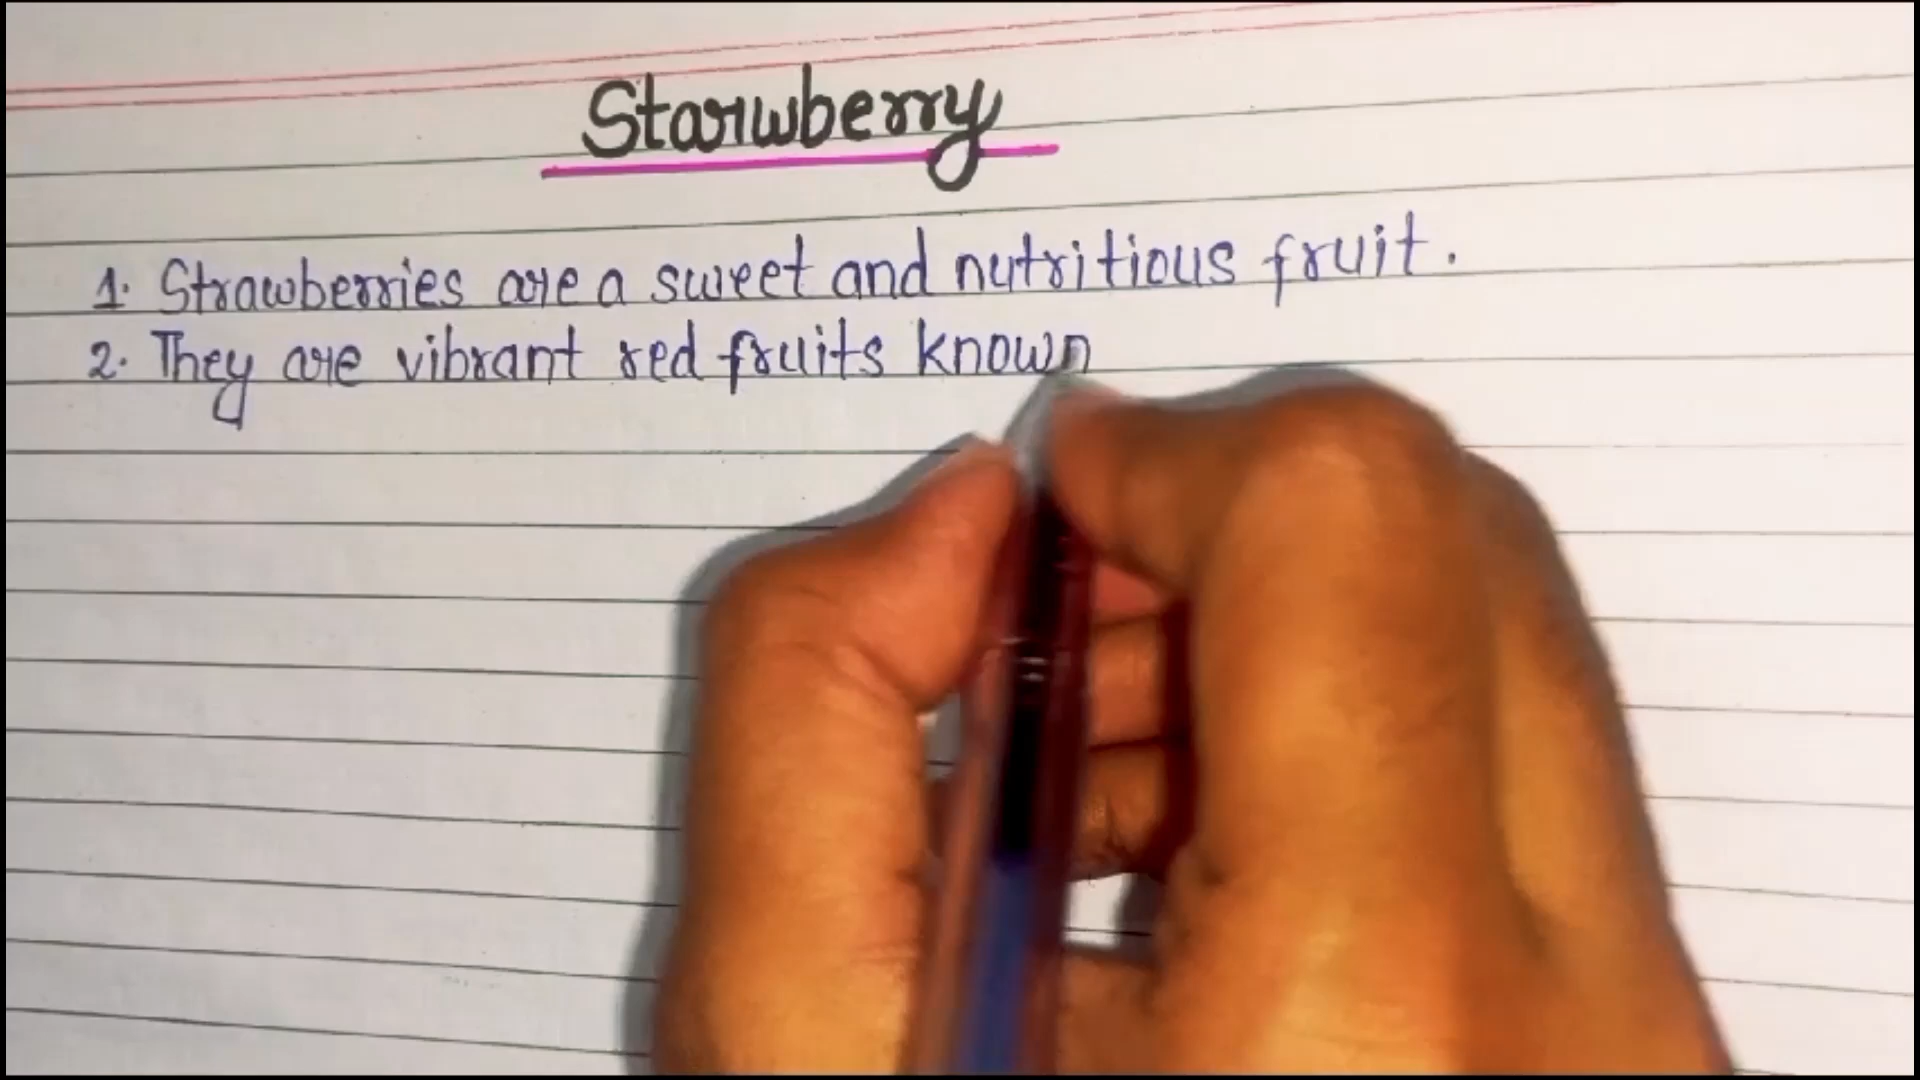 Starwberry
1. Strawberries are a sweet and nutritious fruit.
2. They are vibrant red fruits known